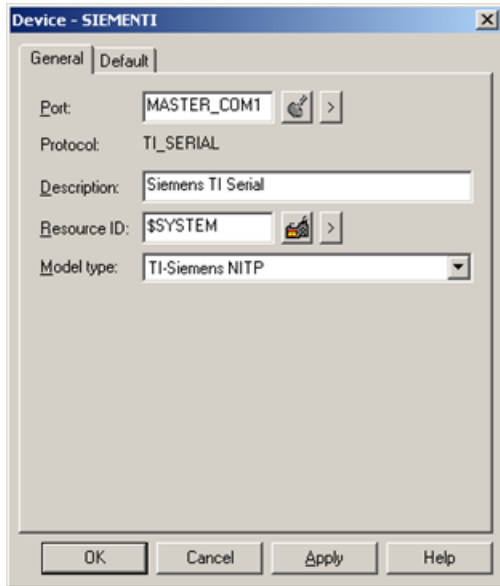 Device - SIEMENTI
General Default
Port: MASTER_COM1 >
Protocol: TI_SERIAL
Description: Siemens TI Serial
Resource ID: $SYSTEM >
Model type: TI-Siemens NITP
OK Cancel Apply Help